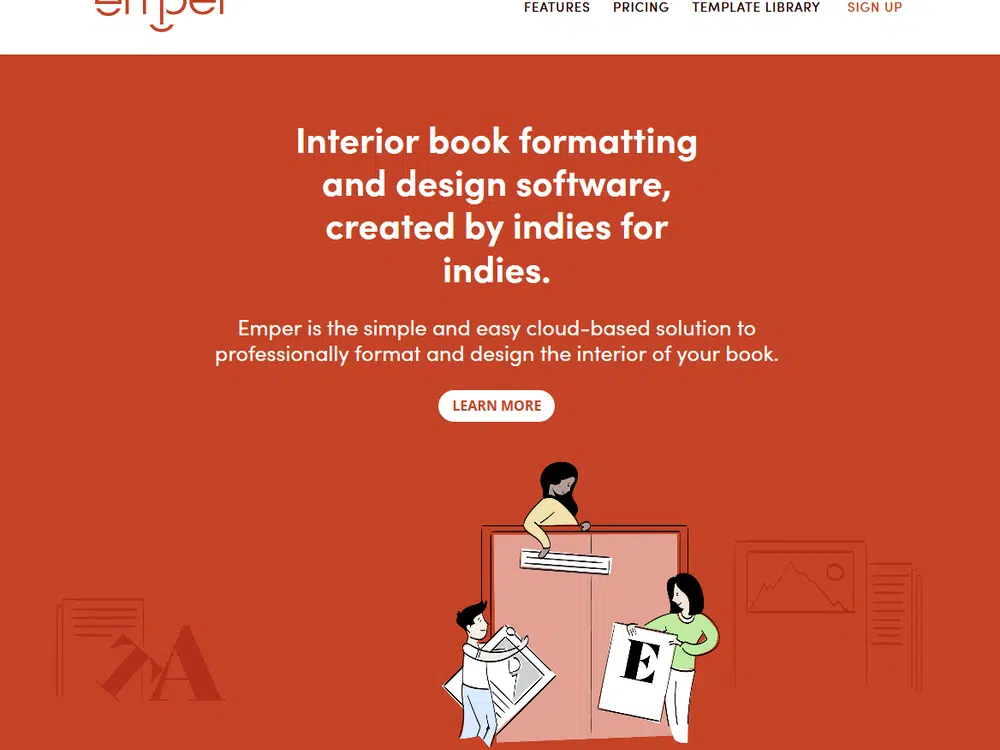 emper
FEATURES PRICING TEMPLATE LIBRARY SIGN UP
Interior book formatting
and design software,
created by indies for
indies.
Emper is the simple and easy cloud-based solution to
professionally format and design the interior of your book.
LEARN MORE
E
A